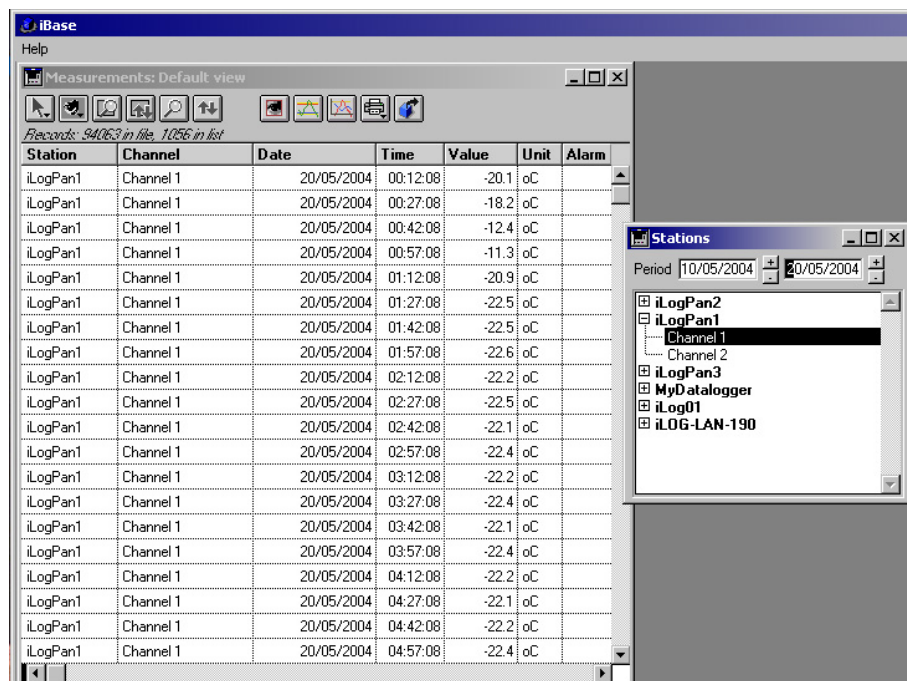 iBase
Help
Measurements: Default view
Records: 94063 in file, 1056 in list
Station Channel Date Time Value Unit Alarm
iLogPan1 Channel 1 20/05/2004 00:12:08 -20.1 oC
iLogPan1 Channel 1 20/05/2004 00:27:08 -18.2 oC
iLogPan1 Channel 1 20/05/2004 00:42:08 -12.4 oC
iLogPan1 Channel 1 20/05/2004 00:57:08 -11.3 oC
iLogPan1 Channel 1 20/05/2004 01:12:08 -20.9 oC
iLogPan1 Channel 1 20/05/2004 01:27:08 -22.5 oC
iLogPan1 Channel 1 20/05/2004 01:42:08 -22.5 oC
iLogPan1 Channel 1 20/05/2004 01:57:08 -22.6 oC
iLogPan1 Channel 1 20/05/2004 02:12:08 -22.2 oC
iLogPan1 Channel 1 20/05/2004 02:27:08 -22.5 oC
iLogPan1 Channel 1 20/05/2004 02:42:08 -22.1 oC
iLogPan1 Channel 1 20/05/2004 02:57:08 -22.4 oC
iLogPan1 Channel 1 20/05/2004 03:12:08 -22.2 oC
iLogPan1 Channel 1 20/05/2004 03:27:08 -22.4 oC
iLogPan1 Channel 1 20/05/2004 03:42:08 -22.1 oC
iLogPan1 Channel 1 20/05/2004 03:57:08 -22.4 oC
iLogPan1 Channel 1 20/05/2004 04:12:08 -22.2 oC
iLogPan1 Channel 1 20/05/2004 04:27:08 -22.1 oC
iLogPan1 Channel 1 20/05/2004 04:42:08 -22.2 oC
iLogPan1 Channel 1 20/05/2004 04:57:08 -22.4 oC
Stations
Period 10/05/2004 20/05/2004
iLogPan2
iLogPan1
Channel 1
Channel 2
iLogPan3
MyDatalogger
iLog01
iLOG-LAN-190